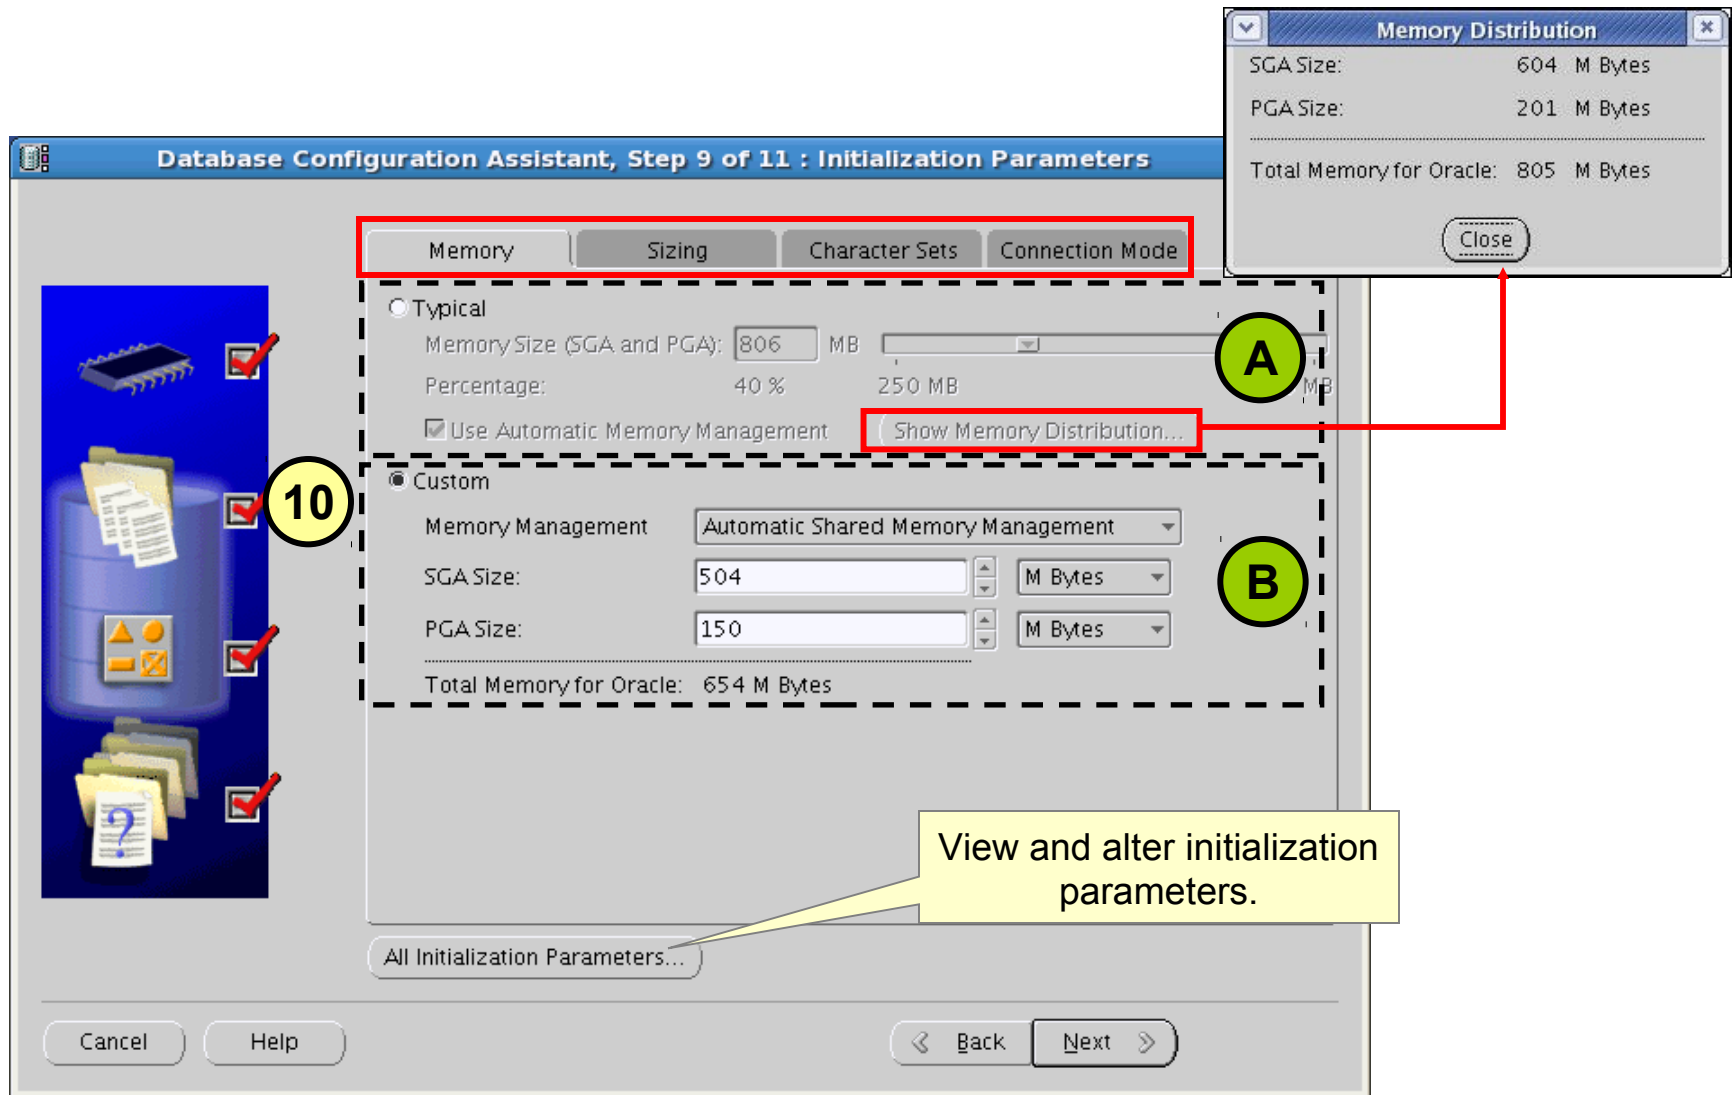 Memory Distribution
SGA Size: 604 M Bytes
PGA Size: 201 M Bytes
Total Memory for Oracle: 805 M Bytes
Close
Database Configuration Assistant, Step 9 of 11 : Initialization Parameters
Memory Sizing Character Sets Connection Mode
Typical
Memory Size (SGA and PGA): 806 MB
A
Percentage: 40 % 250 MB MB
Use Automatic Memory Management Show Memory Distribution...
10
Custom
Memory Management Automatic Shared Memory Management
SGA Size: 504 M Bytes
B
PGA Size: 150 M Bytes
Total Memory for Oracle: 654 M Bytes
?
View and alter initialization
parameters.
All Initialization Parameters...
Cancel Help Back Next